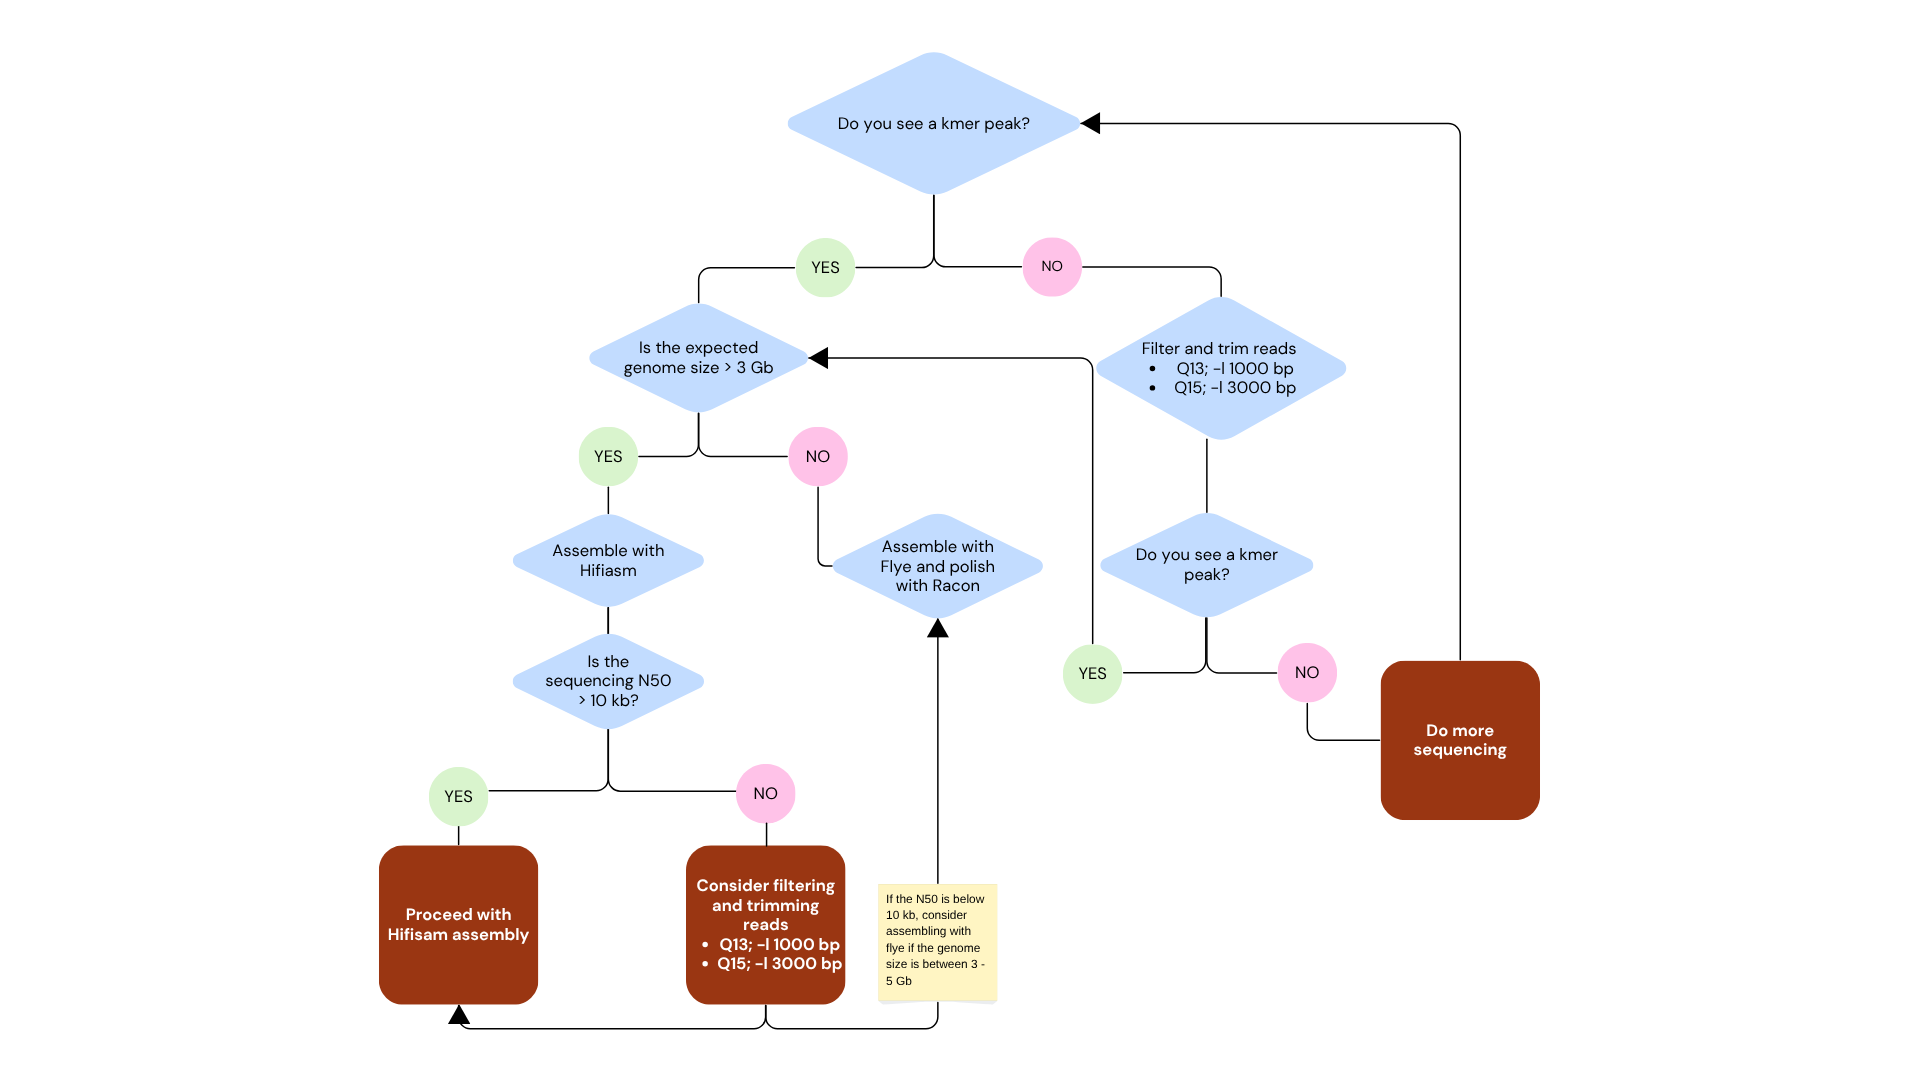 Do you see a kmer peak?
YES
NO
Is the expected
genome size > 3 Gb
Filter and trim reads
• Q13; -l 1000 bp
• Q15; -l 3000 bp
YES
NO
Assemble with
Hifiasm
Assemble with
Flye and polish
with Racon
Do you see a kmer
peak?
Is the
sequencing N50
> 10 kb?
YES
NO
Do more
sequencing
YES
NO
Proceed with
Hifisam assembly
Consider filtering
and trimming
reads
• Q13; -l 1000 bp
• Q15; -l 3000 bp
If the N50 is below
10 kb, consider
assembling with
flye if the genome
size is between 3 -
5 Gb